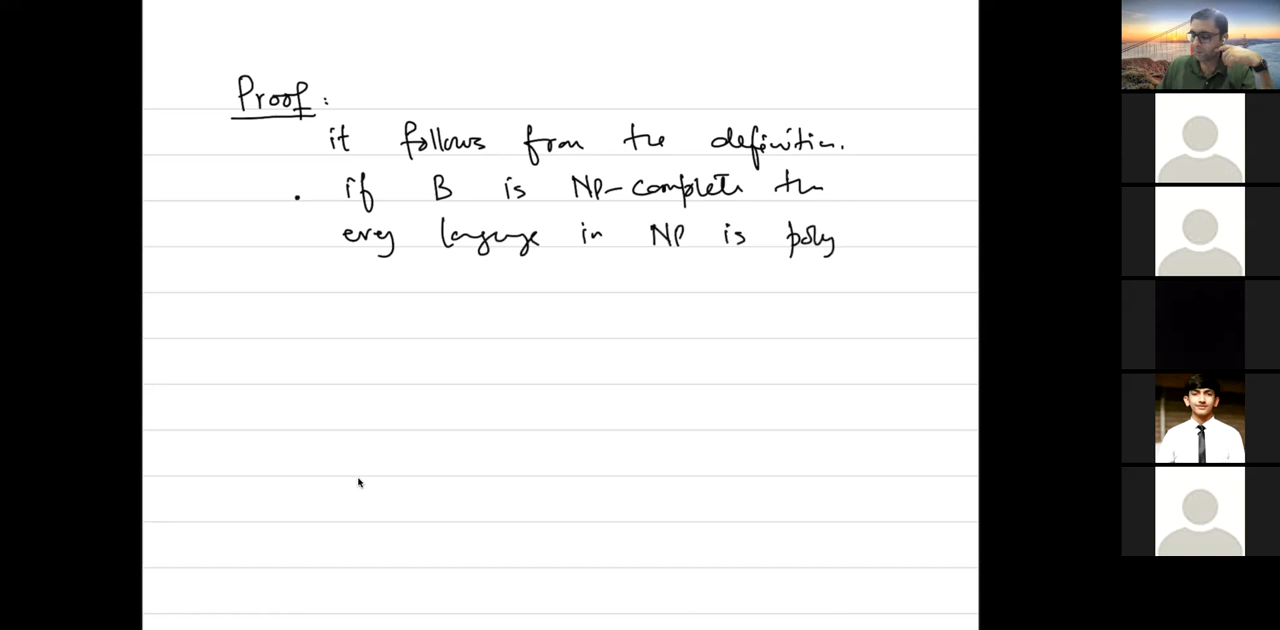 Proof:
it follows from the definition.
. if B is NP-complete then
every language in NP is poly